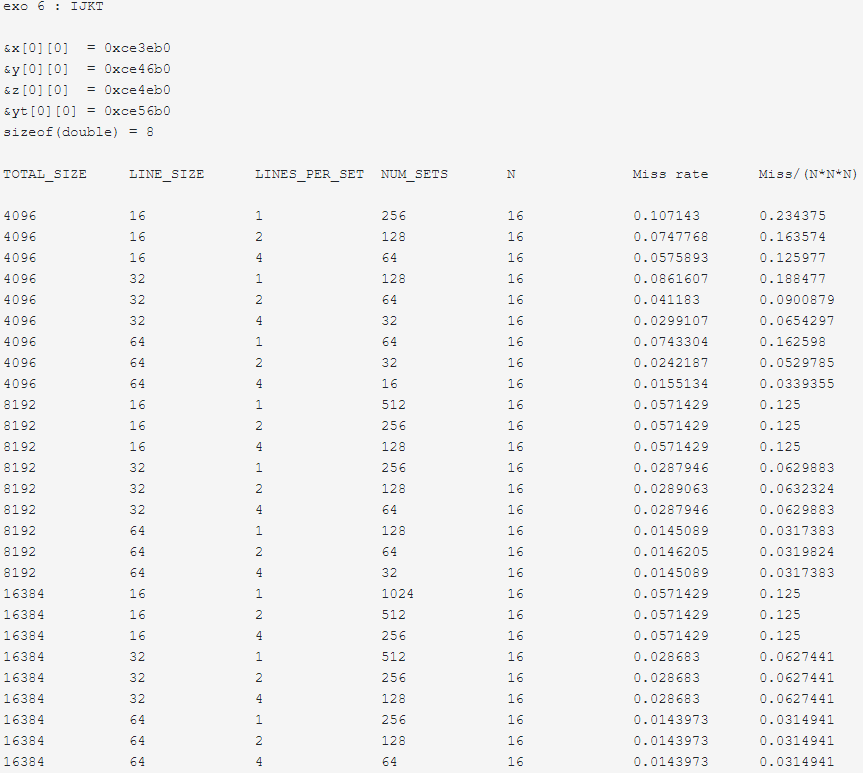 exo 6 : IJKT
&x[0][0]  = 0xce3eb0
&y[0][0]  = 0xce46b0
&z[0][0]  = 0xce4eb0
&yt[0][0] = 0xce56b0
sizeof(double) = 8
TOTAL_SIZE LINE_SIZE LINES_PER_SET NUM_SETS N Miss rate Miss/(N*N*N)
4096 16 1 256 16 0.107143 0.234375
4096 16 2 128 16 0.0747768 0.163574
4096 16 4 64 16 0.0575893 0.125977
4096 32 1 128 16 0.0861607 0.188477
4096 32 2 64 16 0.041183 0.0900879
4096 32 4 32 16 0.0299107 0.0654297
4096 64 1 64 16 0.0743304 0.162598
4096 64 2 32 16 0.0242187 0.0529785
4096 64 4 16 16 0.0155134 0.0339355
8192 16 1 512 16 0.0571429 0.125
8192 16 2 256 16 0.0571429 0.125
8192 16 4 128 16 0.0571429 0.125
8192 32 1 256 16 0.0287946 0.0629883
8192 32 2 128 16 0.0289063 0.0632324
8192 32 4 64 16 0.0287946 0.0629883
8192 64 1 128 16 0.0145089 0.0317383
8192 64 2 64 16 0.0146205 0.0319824
8192 64 4 32 16 0.0145089 0.0317383
16384 16 1 1024 16 0.0571429 0.125
16384 16 2 512 16 0.0571429 0.125
16384 16 4 256 16 0.0571429 0.125
16384 32 1 512 16 0.028683 0.0627441
16384 32 2 256 16 0.028683 0.0627441
16384 32 4 128 16 0.028683 0.0627441
16384 64 1 256 16 0.0143973 0.0314941
16384 64 2 128 16 0.0143973 0.0314941
16384 64 4 64 16 0.0143973 0.0314941